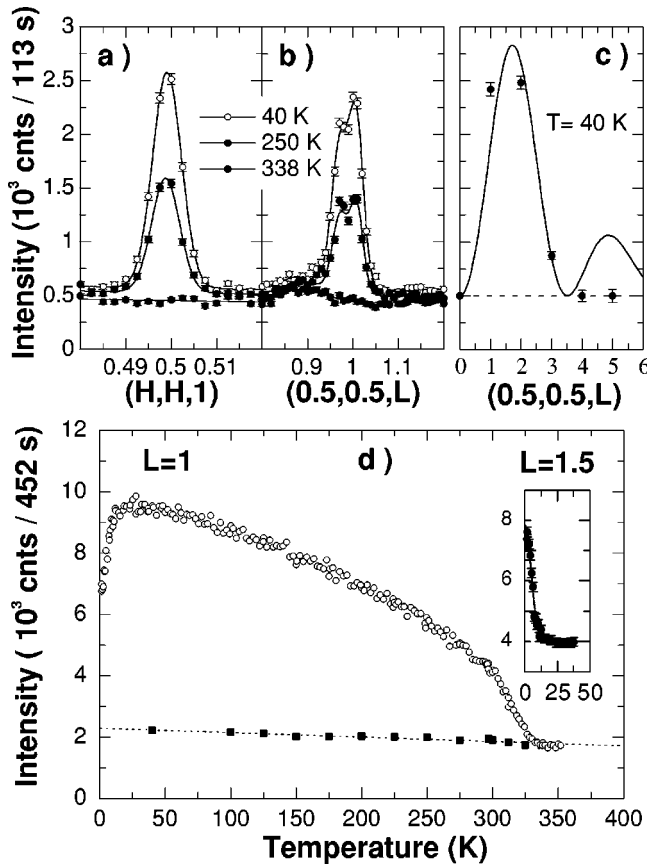 Intensity (10³ cnts / 113 s)
3
2.5
2
1.5
1
0.5
0
a )
b )
c )
40 K
250 K
338 K
T= 40 K
0.49 0.5 0.51
0.9 1 1.1
0 1 2 3 4 5 6
(H,H,1)
(0.5,0.5,L)
(0.5,0.5,L)
Intensity ( 10³ cnts / 452 s)
12
10
8
6
4
2
0
L=1
d )
L=1.5
8
6
4
0 25 50
0 50 100 150 200 250 300 350 400
Temperature (K)